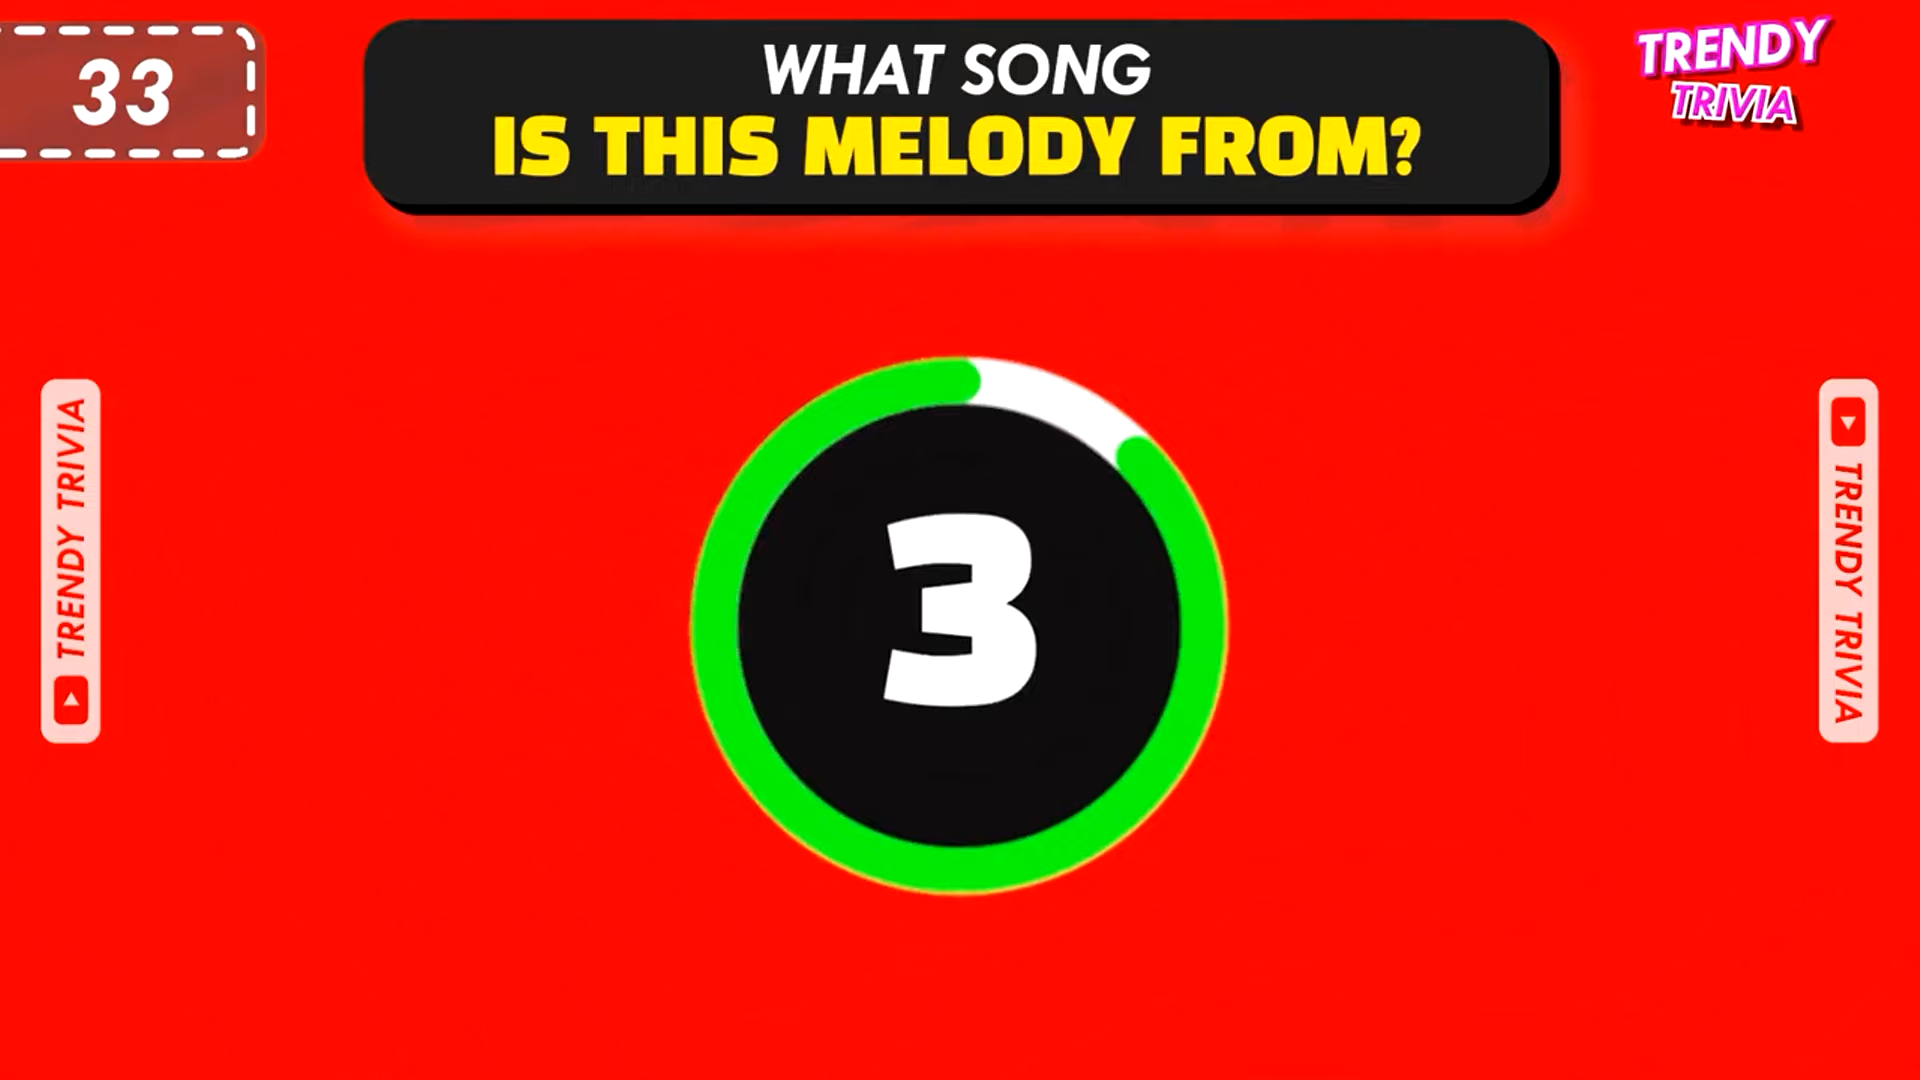 33
WHAT SONG
IS THIS MELODY FROM?
TRENDY
TRIVIA
TRENDY TRIVIA
3
TRENDY TRIVIA